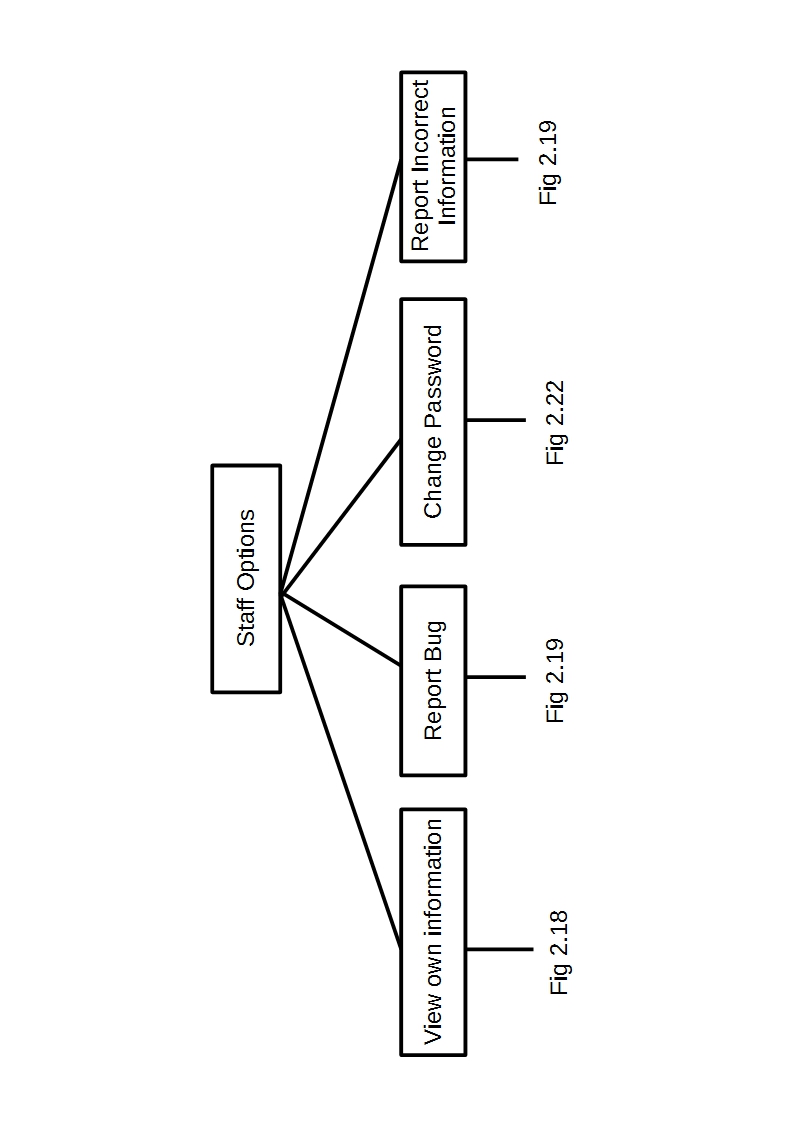 Staff Options
View own information
Report Bug
Change Password
Report Incorrect
Information
Fig 2.18
Fig 2.19
Fig 2.22
Fig 2.19